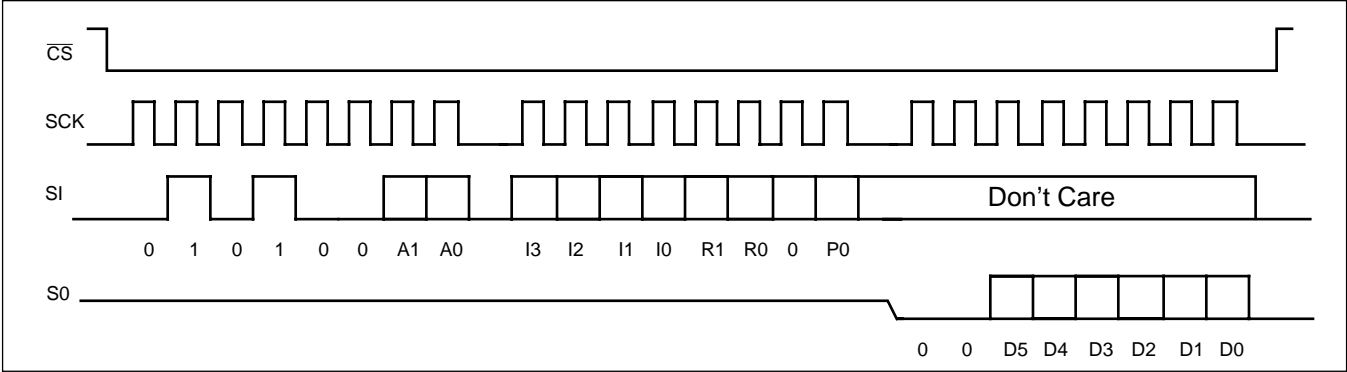 CS
SCK
SI
Don't Care
0 1 0 1 0 0 A1 A0 I3 I2 I1 I0 R1 R0 0 P0
S0
0 0 D5 D4 D3 D2 D1 D0